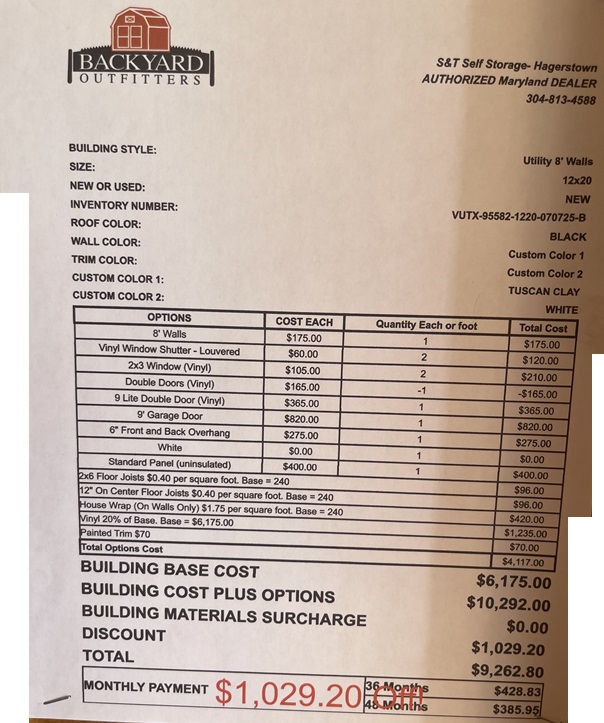 BACKYARD
OUTFITTERS
S&T Self Storage- Hagerstown
AUTHORIZED Maryland DEALER
304-813-4588
BUILDING STYLE: Utility 8' Walls
SIZE: 12x20
NEW OR USED: NEW
INVENTORY NUMBER: VUTX-95582-1220-070725-B
ROOF COLOR: BLACK
WALL COLOR: Custom Color 1
TRIM COLOR: Custom Color 2
CUSTOM COLOR 1: TUSCAN CLAY
CUSTOM COLOR 2: WHITE
OPTIONS COST EACH Quantity Each or foot Total Cost
8' Walls $175.00 1 $175.00
Vinyl Window Shutter - Louvered $60.00 2 $120.00
2x3 Window (Vinyl) $105.00 2 $210.00
Double Doors (Vinyl) $165.00 -1 -$165.00
9 Lite Double Door (Vinyl) $365.00 1 $365.00
9' Garage Door $820.00 1 $820.00
6" Front and Back Overhang $275.00 1 $275.00
White $0.00 1 $0.00
Standard Panel (uninsulated) $400.00 1 $400.00
2x6 Floor Joists $0.40 per square foot. Base = 240 $96.00
12" On Center Floor Joists $0.40 per square foot. Base = 240 $96.00
House Wrap (On Walls Only) $1.75 per square foot. Base = 240 $420.00
Vinyl 20% of Base. Base = $6,175.00 $1,235.00
Painted Trim $70 $70.00
Total Options Cost $4,117.00
BUILDING BASE COST $6,175.00
BUILDING COST PLUS OPTIONS $10,292.00
BUILDING MATERIALS SURCHARGE $0.00
DISCOUNT $1,029.20
TOTAL $9,262.80
MONTHLY PAYMENT $1,029.20 Off! 36 Months $428.83
48 Months $385.95